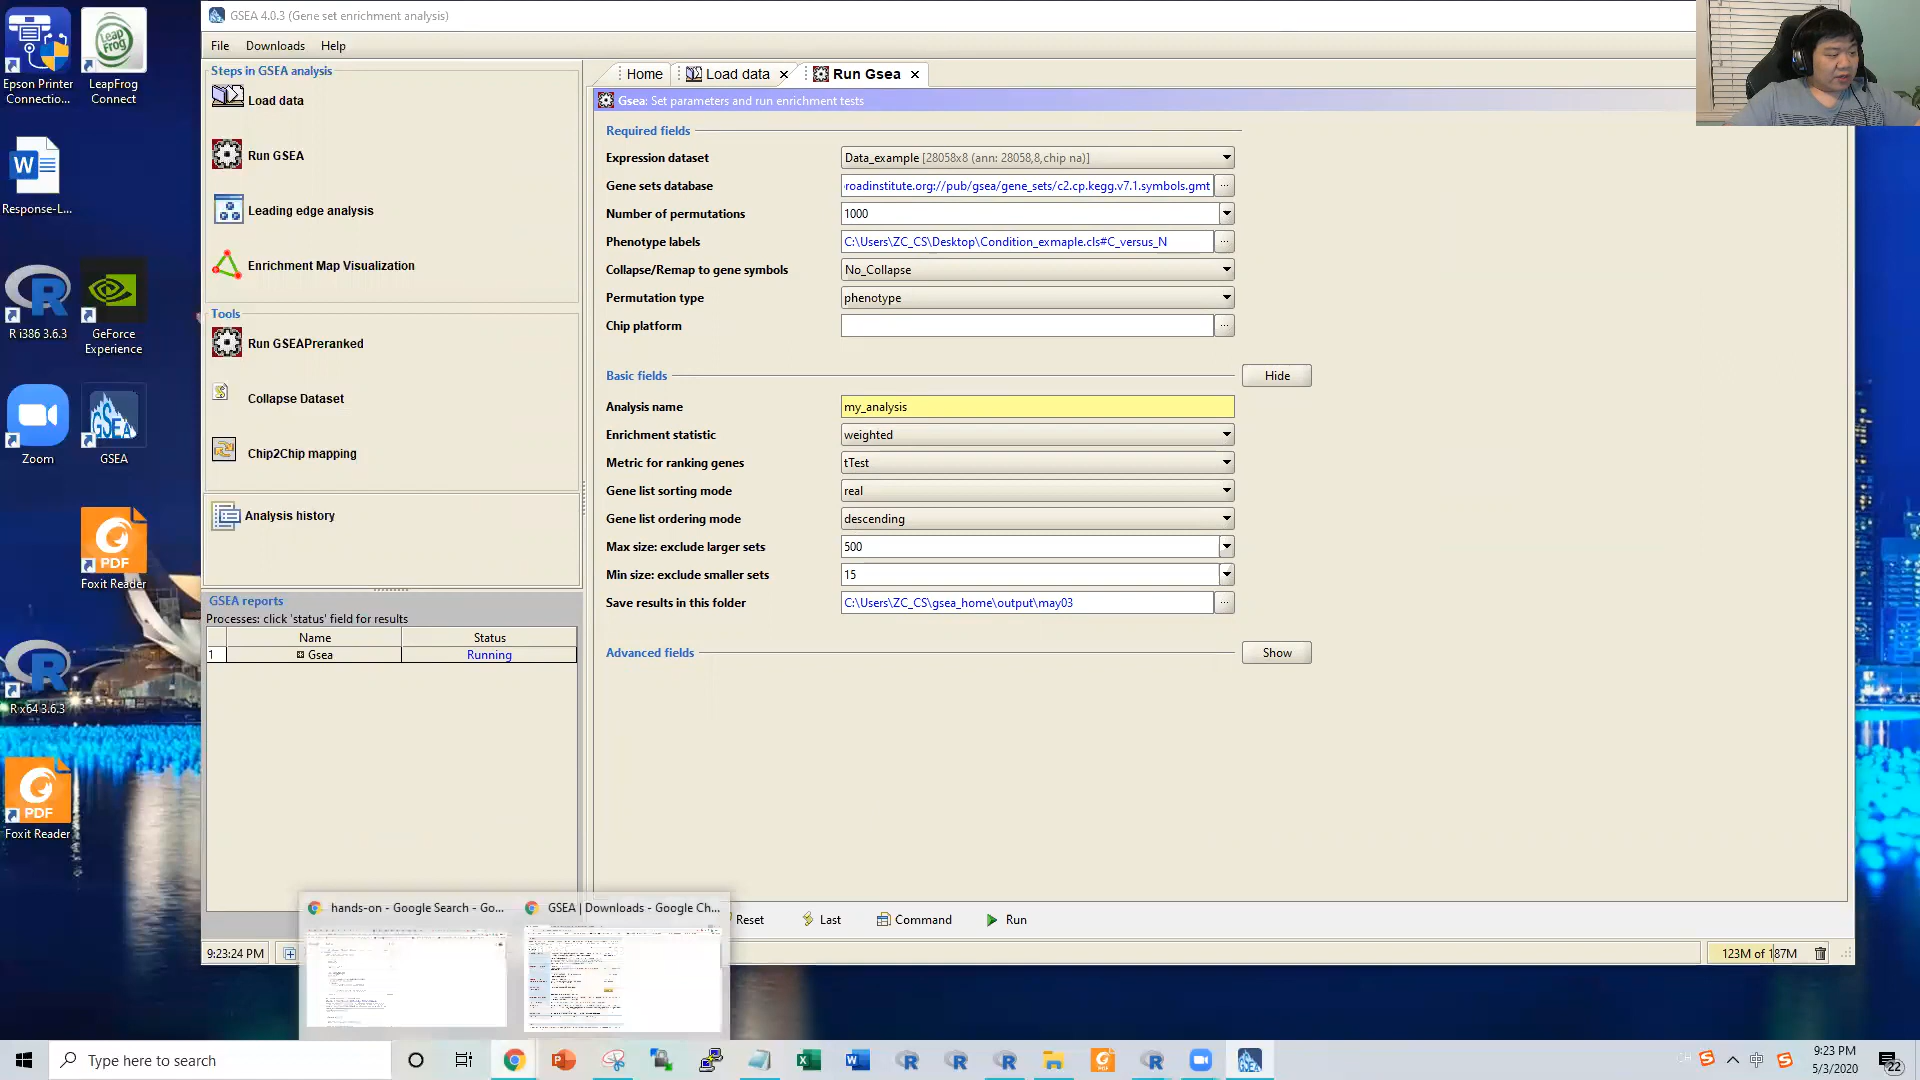 GSEA 4.0.3 (Gene set enrichment analysis)
File Downloads Help
Steps in GSEA analysis
Load data
Run GSEA
Leading edge analysis
Enrichment Map Visualization
Tools
Run GSEAPreranked
Collapse Dataset
Chip2Chip mapping
Analysis history
GSEA reports
Processes: click 'status' field for results
Name Status
1 Gsea Running
Home Load data Run Gsea
Gsea: Set parameters and run enrichment tests
Required fields
Expression dataset Data_example [28058x8 (ann: 28058,8,chip na)]
Gene sets database roadinstitute.org://pub/gsea/gene_sets/c2.cp.kegg.v7.1.symbols.gmt ...
Number of permutations 1000
Phenotype labels C:\Users\ZC_CS\Desktop\Condition_exmaple.cls#C_versus_N ...
Collapse/Remap to gene symbols No_Collapse
Permutation type phenotype
Chip platform ...
Basic fields Hide
Analysis name my_analysis
Enrichment statistic weighted
Metric for ranking genes tTest
Gene list sorting mode real
Gene list ordering mode descending
Max size: exclude larger sets 500
Min size: exclude smaller sets 15
Save results in this folder C:\Users\ZC_CS\gsea_home\output\may03 ...
Advanced fields Show
Reset Last Command Run
9:23:24 PM
123M of 187M
hands-on - Google Search - Go...
GSEA | Downloads - Google Ch...
Epson Printer
Connectio...
LeapFrog
Connect
Leap
Frog
W
Response-L...
R
R i386 3.6.3
GeForce
Experience
Zoom
GSEA
GSEA
PDF
Foxit Reader
R
R x64 3.6.3
PDF
Foxit Reader
Type here to search
中
9:23 PM
5/3/2020
22